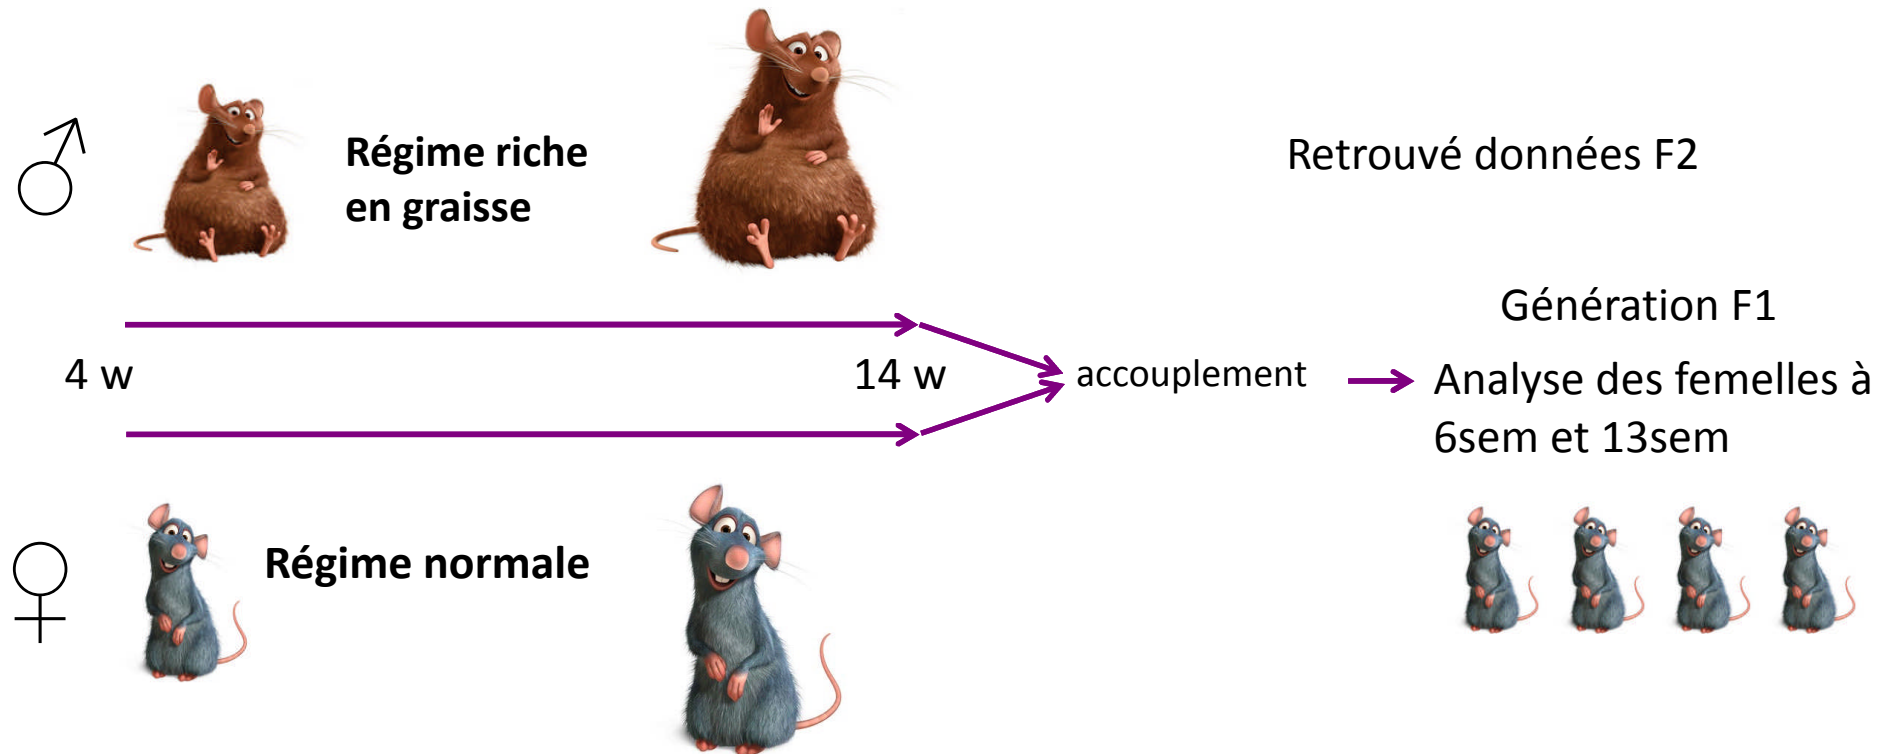 Régime riche
en graisse
Retrouvé données F2
Génération F1
4 w
14 w
accouplement
Analyse des femelles à
6sem et 13sem
Régime normale